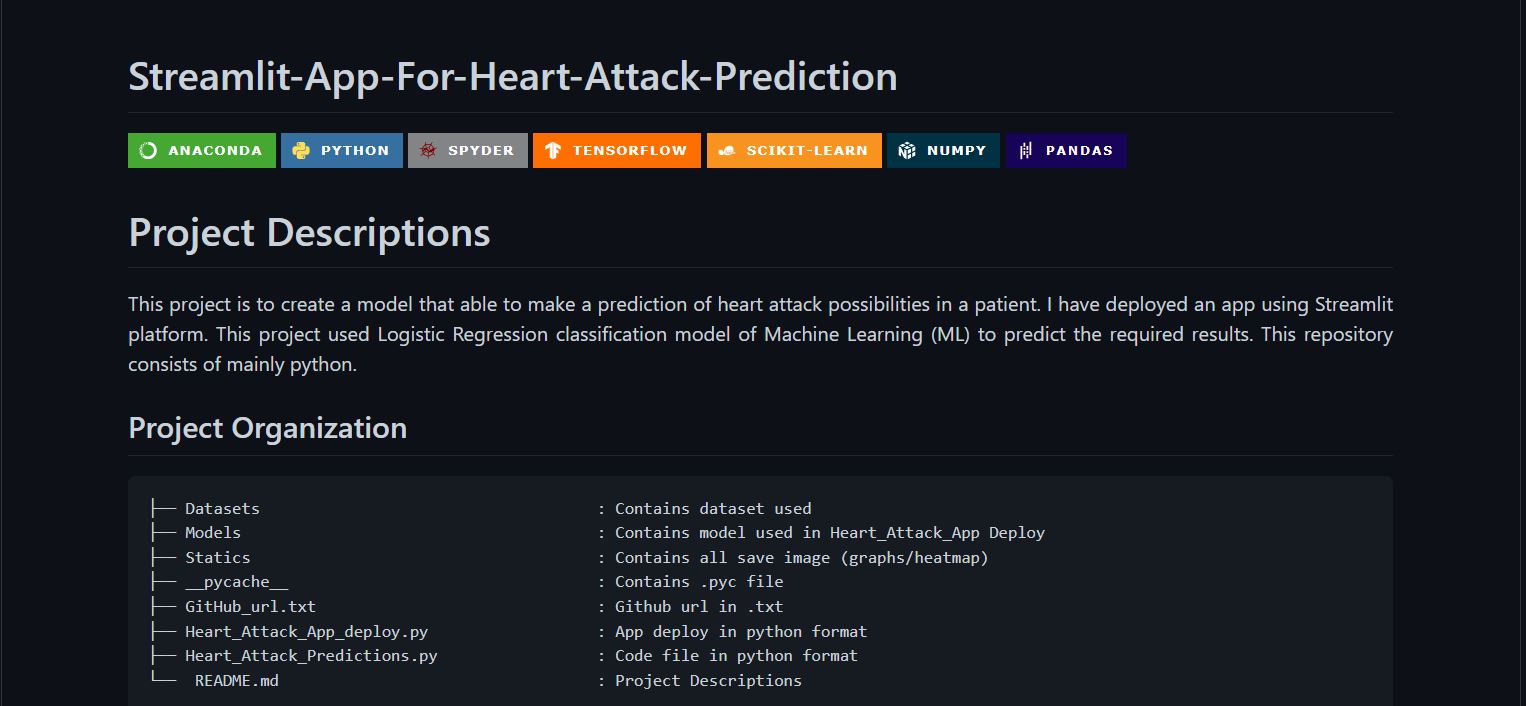 Streamlit-App-For-Heart-Attack-Prediction
ANACONDA PYTHON SPYDER TENSORFLOW SCIKIT-LEARN NUMPY PANDAS
Project Descriptions
This project is to create a model that able to make a prediction of heart attack possibilities in a patient. I have deployed an app using Streamlit
platform. This project used Logistic Regression classification model of Machine Learning (ML) to predict the required results. This repository
consists of mainly python.
Project Organization
├── Datasets : Contains dataset used
├── Models : Contains model used in Heart_Attack_App Deploy
├── Statics : Contains all save image (graphs/heatmap)
├── __pycache__ : Contains .pyc file
├── GitHub_url.txt : Github url in .txt
├── Heart_Attack_App_deploy.py : App deploy in python format
├── Heart_Attack_Predictions.py : Code file in python format
└── README.md : Project Descriptions